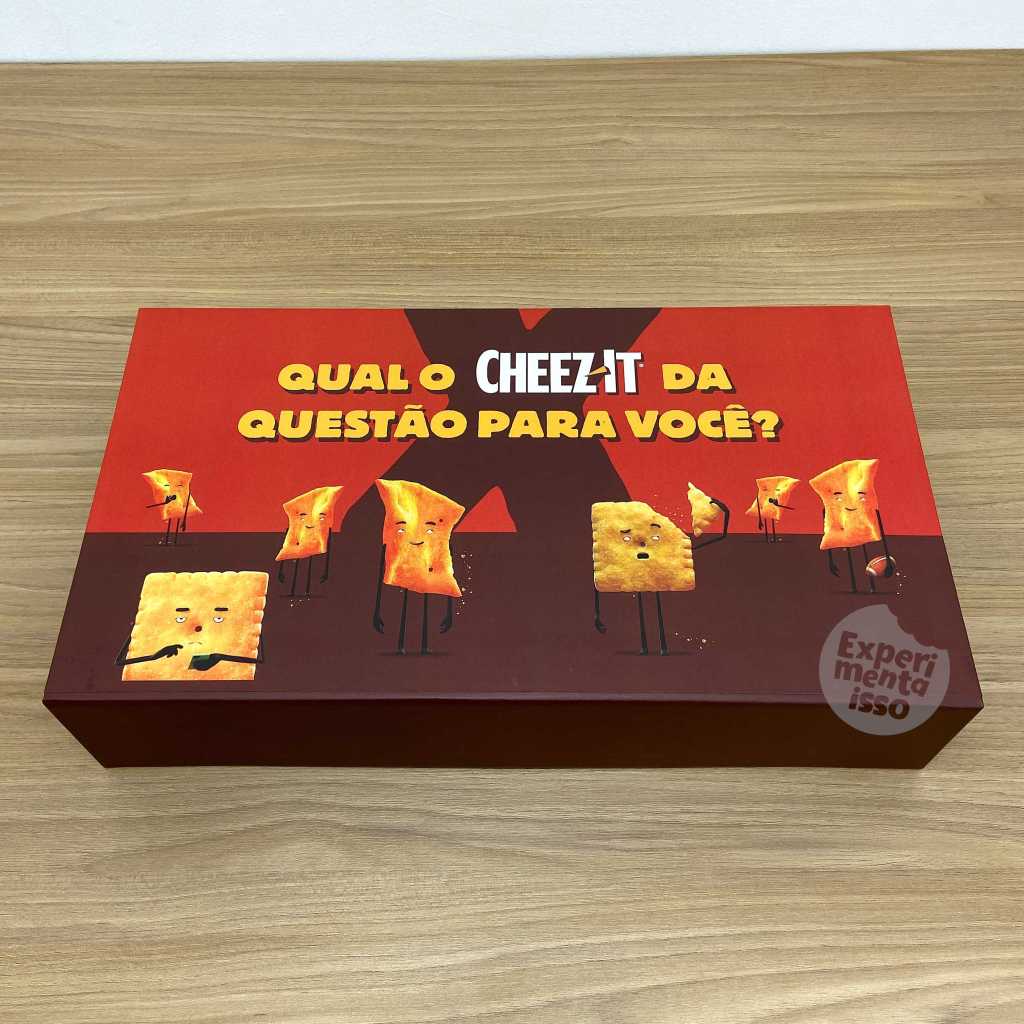 QUAL O CHEEZ-IT® DA
QUESTÃO PARA VOCÊ?
Experi
menta
isso